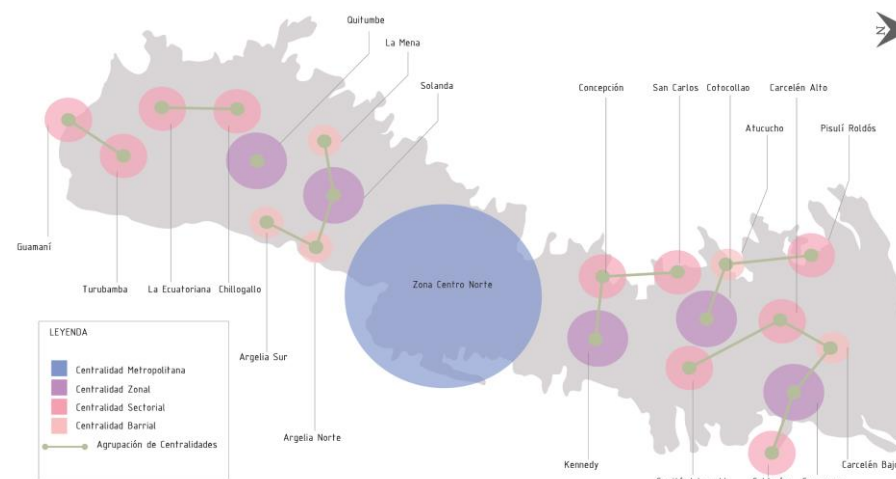 Quitumbe
La Mena
Solanda
N
Concepción
San Carlos
Cotocollao
Carcelén Alto
Atucucho
Pisulí Roldós
Guamaní
Turubamba
La Ecuatoriana
Chillogallo
Zona Centro Norte
Argelia Sur
Argelia Norte
Kennedy
Carcelén Bajo
LEYENDA
Centralidad Metropolitana
Centralidad Zonal
Centralidad Sectorial
Centralidad Barrial
Agrupación de Centralidades